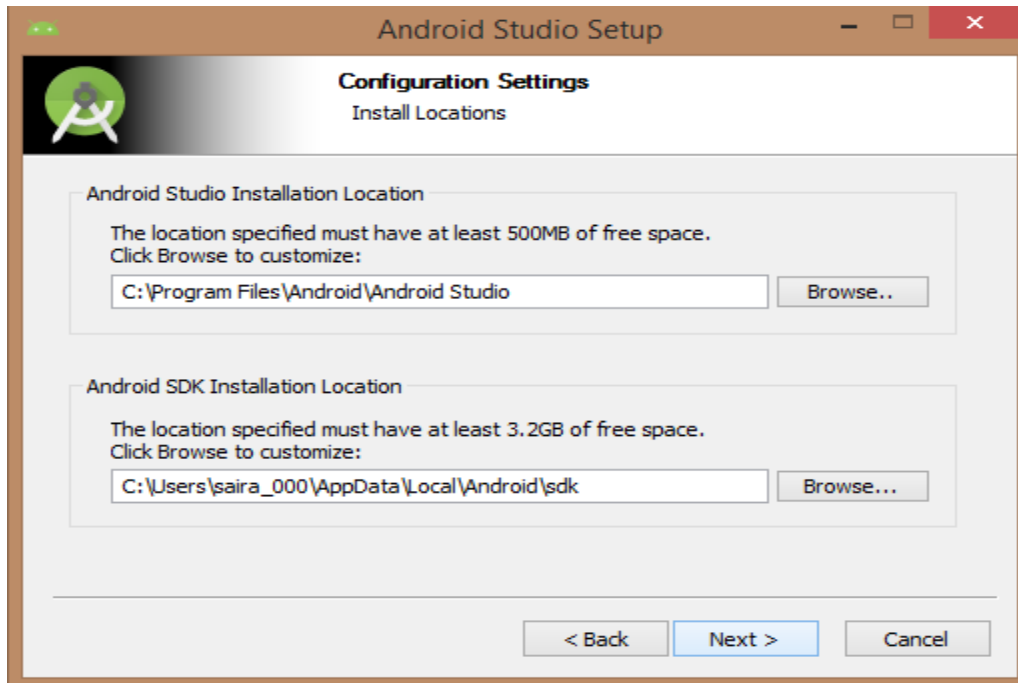 Android Studio Setup
Configuration Settings
Install Locations
Android Studio Installation Location
The location specified must have at least 500MB of free space.
Click Browse to customize:
C:\Program Files\Android\Android Studio
Browse..
Android SDK Installation Location
The location specified must have at least 3.2GB of free space.
Click Browse to customize:
C:\Users\saira_000\AppData\Local\Android\sdk
Browse...
< Back
Next >
Cancel